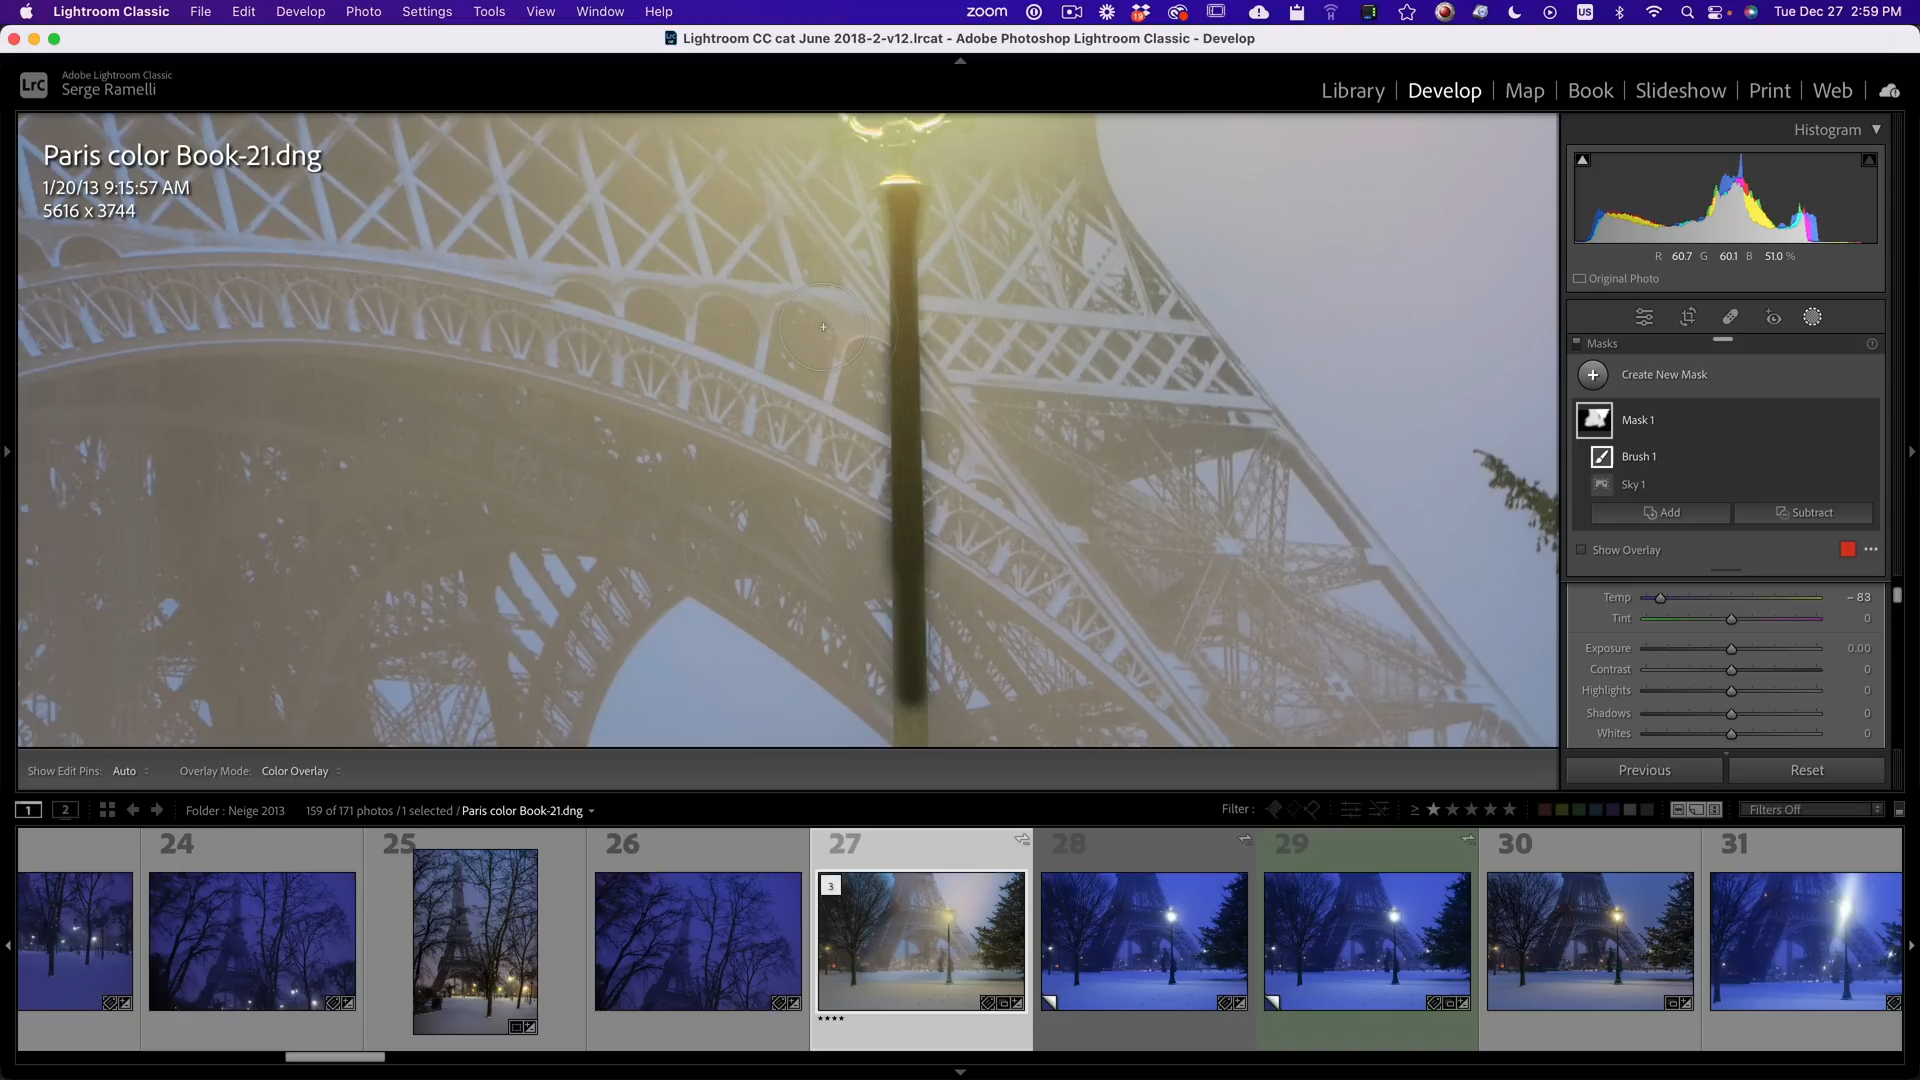 Lightroom Classic File Edit Develop Photo Settings Tools View Window Help zoom 19 US Tue Dec 27 2:59 PM
Lightroom CC cat June 2018-2-v12.lrcat - Adobe Photoshop Lightroom Classic - Develop
LrC Adobe Lightroom Classic
Serge Ramelli
Library | Develop | Map | Book | Slideshow | Print | Web
Histogram
Paris color Book-21.dng
1/20/13 9:15:57 AM
5616 x 3744
R 60.7 G 60.1 B 51.0 %
Original Photo
Masks
Create New Mask
Mask 1
Brush 1
Sky 1
Add Subtract
Show Overlay
Temp - 83
Tint 0
Exposure 0.00
Contrast 0
Highlights 0
Shadows 0
Whites 0
Show Edit Pins: Auto Overlay Mode: Color Overlay
Previous Reset
1 2 Folder : Neige 2013 159 of 171 photos / 1 selected / Paris color Book-21.dng Filter : ≥ Filters Off
24 25 26 27 28 29 30 31
3